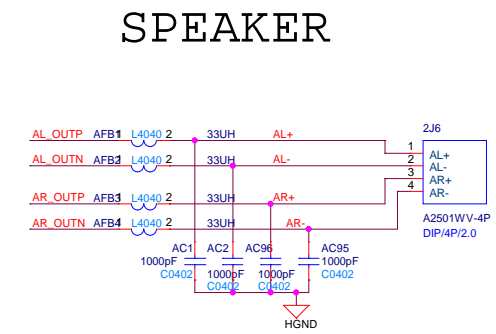 SPEAKER
2J6
AL_OUTP AFB1 1 L4040 2 33UH AL+
1 AL+
AL_OUTN AFB2 1 L4040 2 33UH AL-
2 AL-
3 AR+
4 AR-
AR_OUTP AFB3 1 L4040 2 33UH AR+
AR_OUTN AFB4 1 L4040 2 33UH AR-
A2501WV-4P
DIP/4P/2.0
AC1 AC2 AC96 AC95
1000pF 1000pF 1000pF 1000pF
C0402 C0402 C0402 C0402
HGND